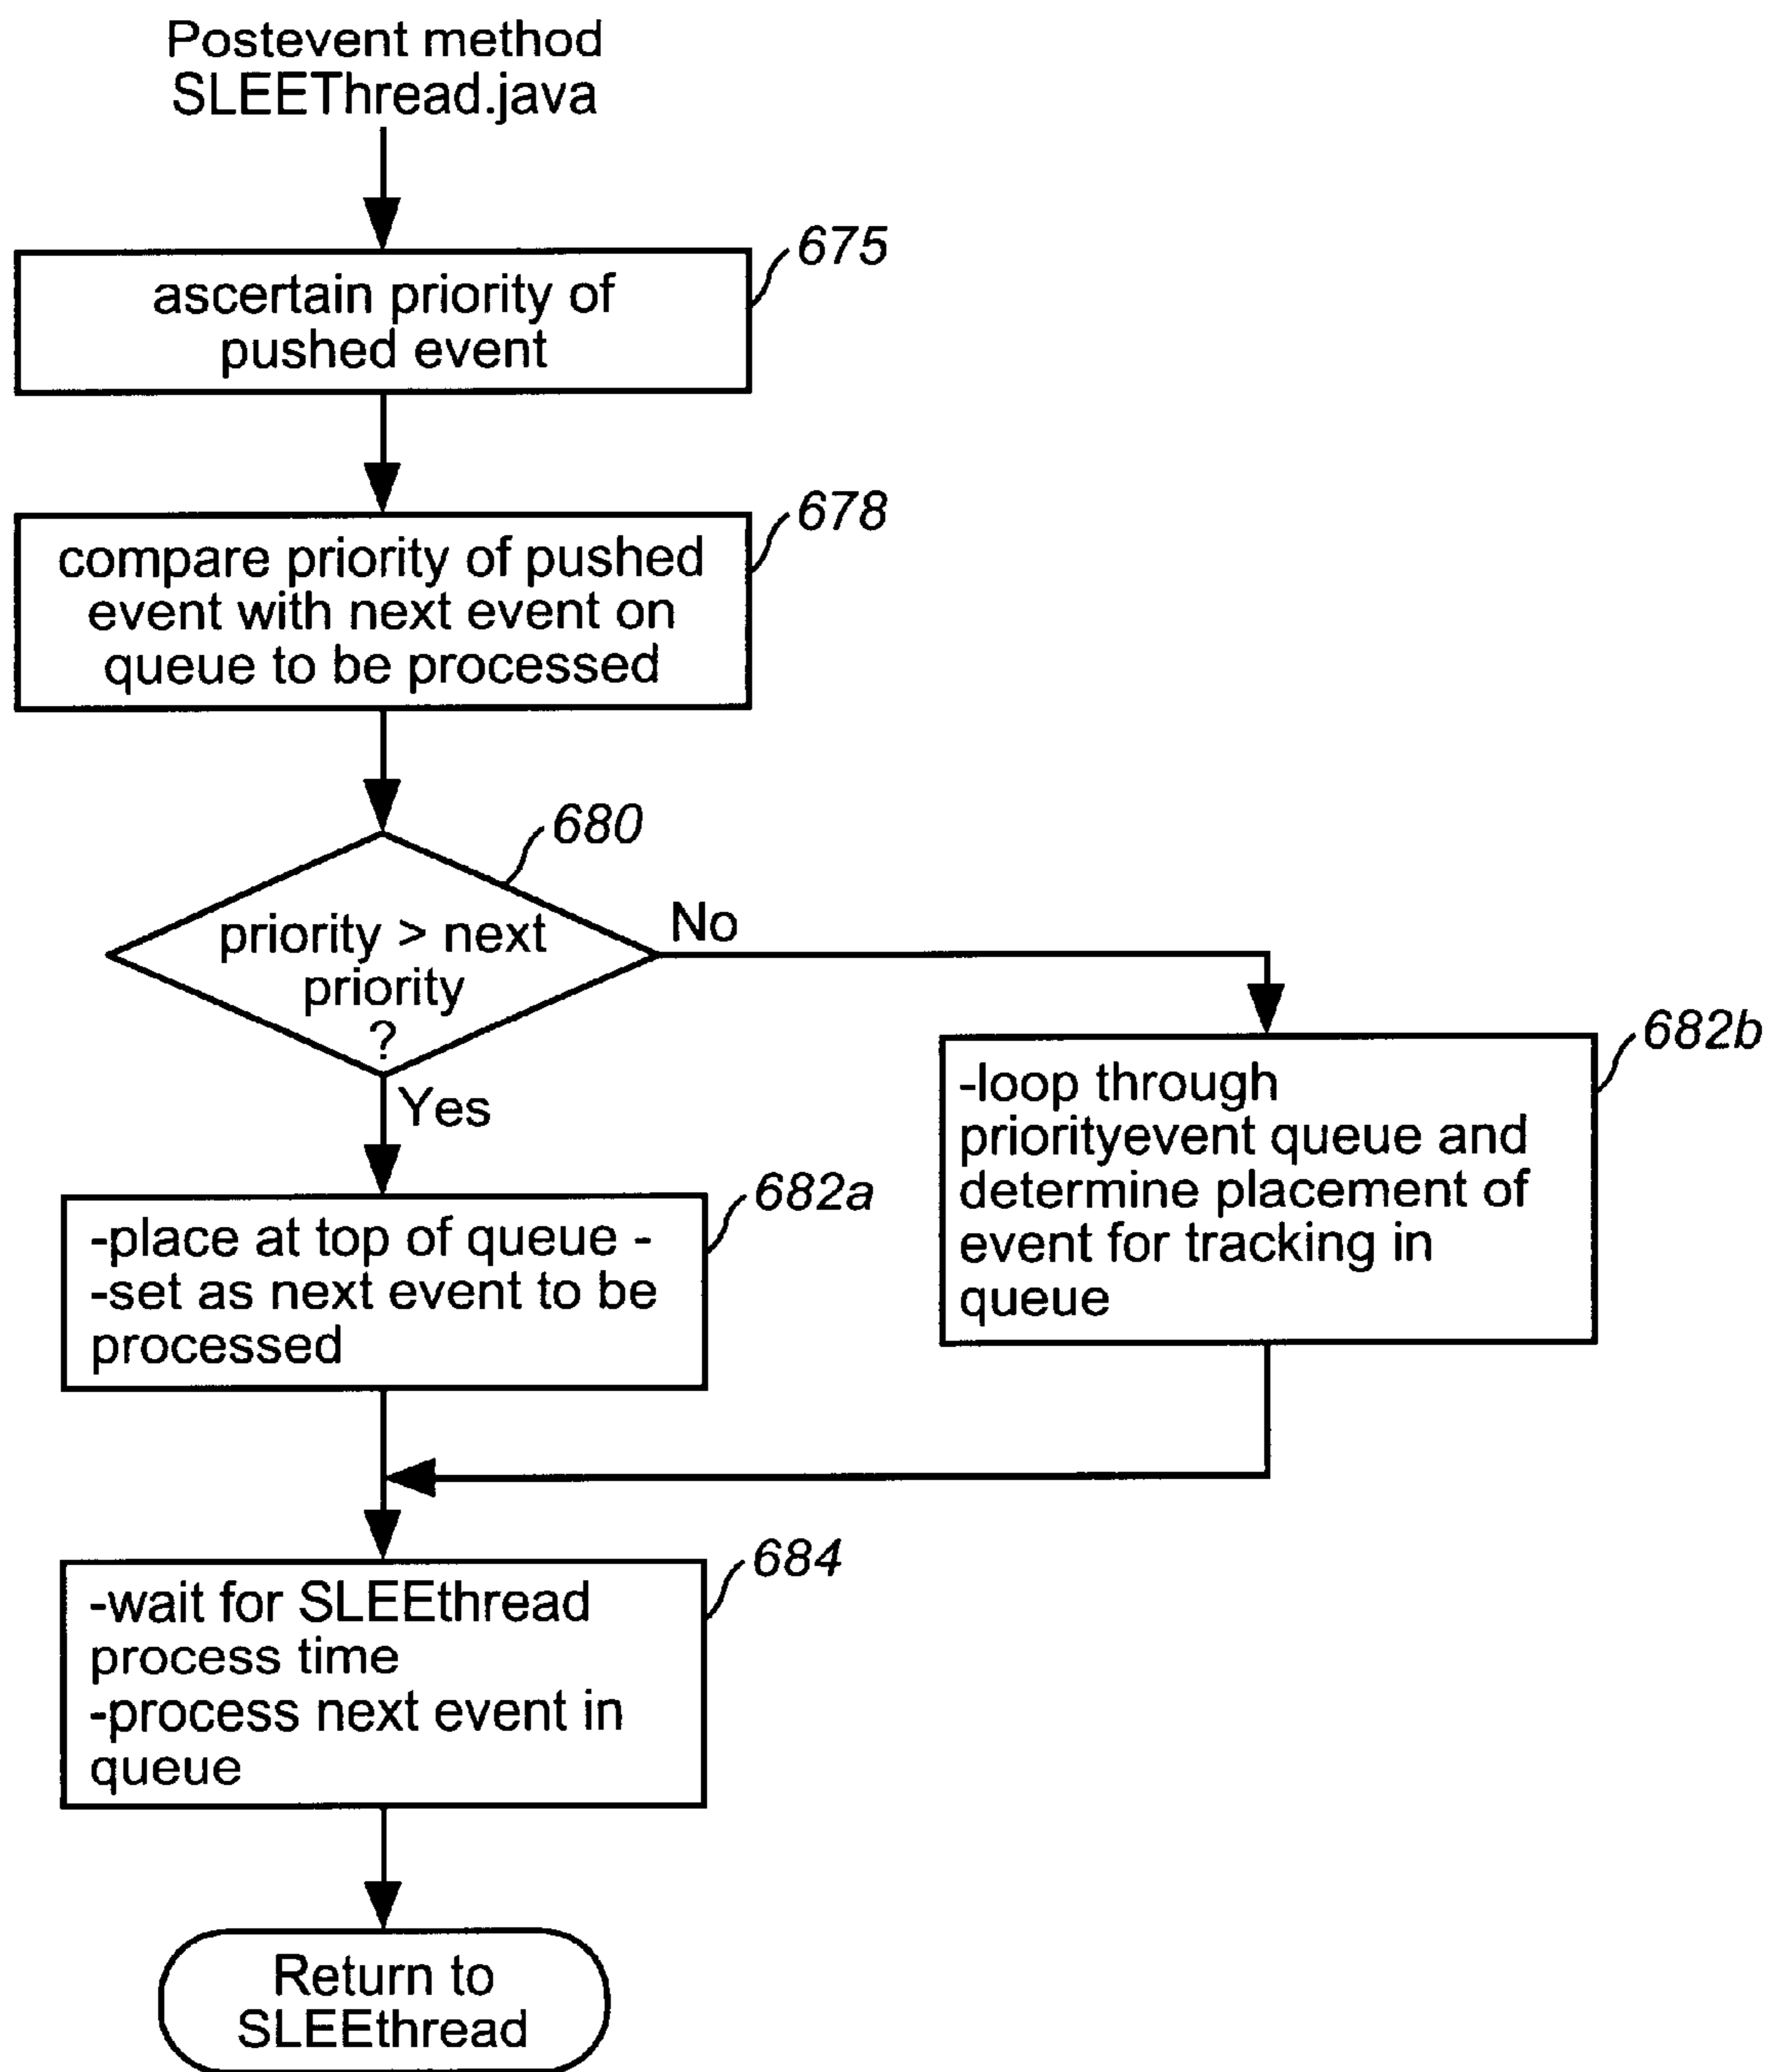 Postevent method
SLEEThread.java
675
ascertain priority of
pushed event
678
compare priority of pushed
event with next event on
queue to be processed
680
priority > next
priority
?
No
Yes
682b
-loop through
priorityevent queue and
determine placement of
event for tracking in
queue
682a
-place at top of queue -
-set as next event to be
processed
684
-wait for SLEEthread
process time
-process next event in
queue
Return to
SLEEthread